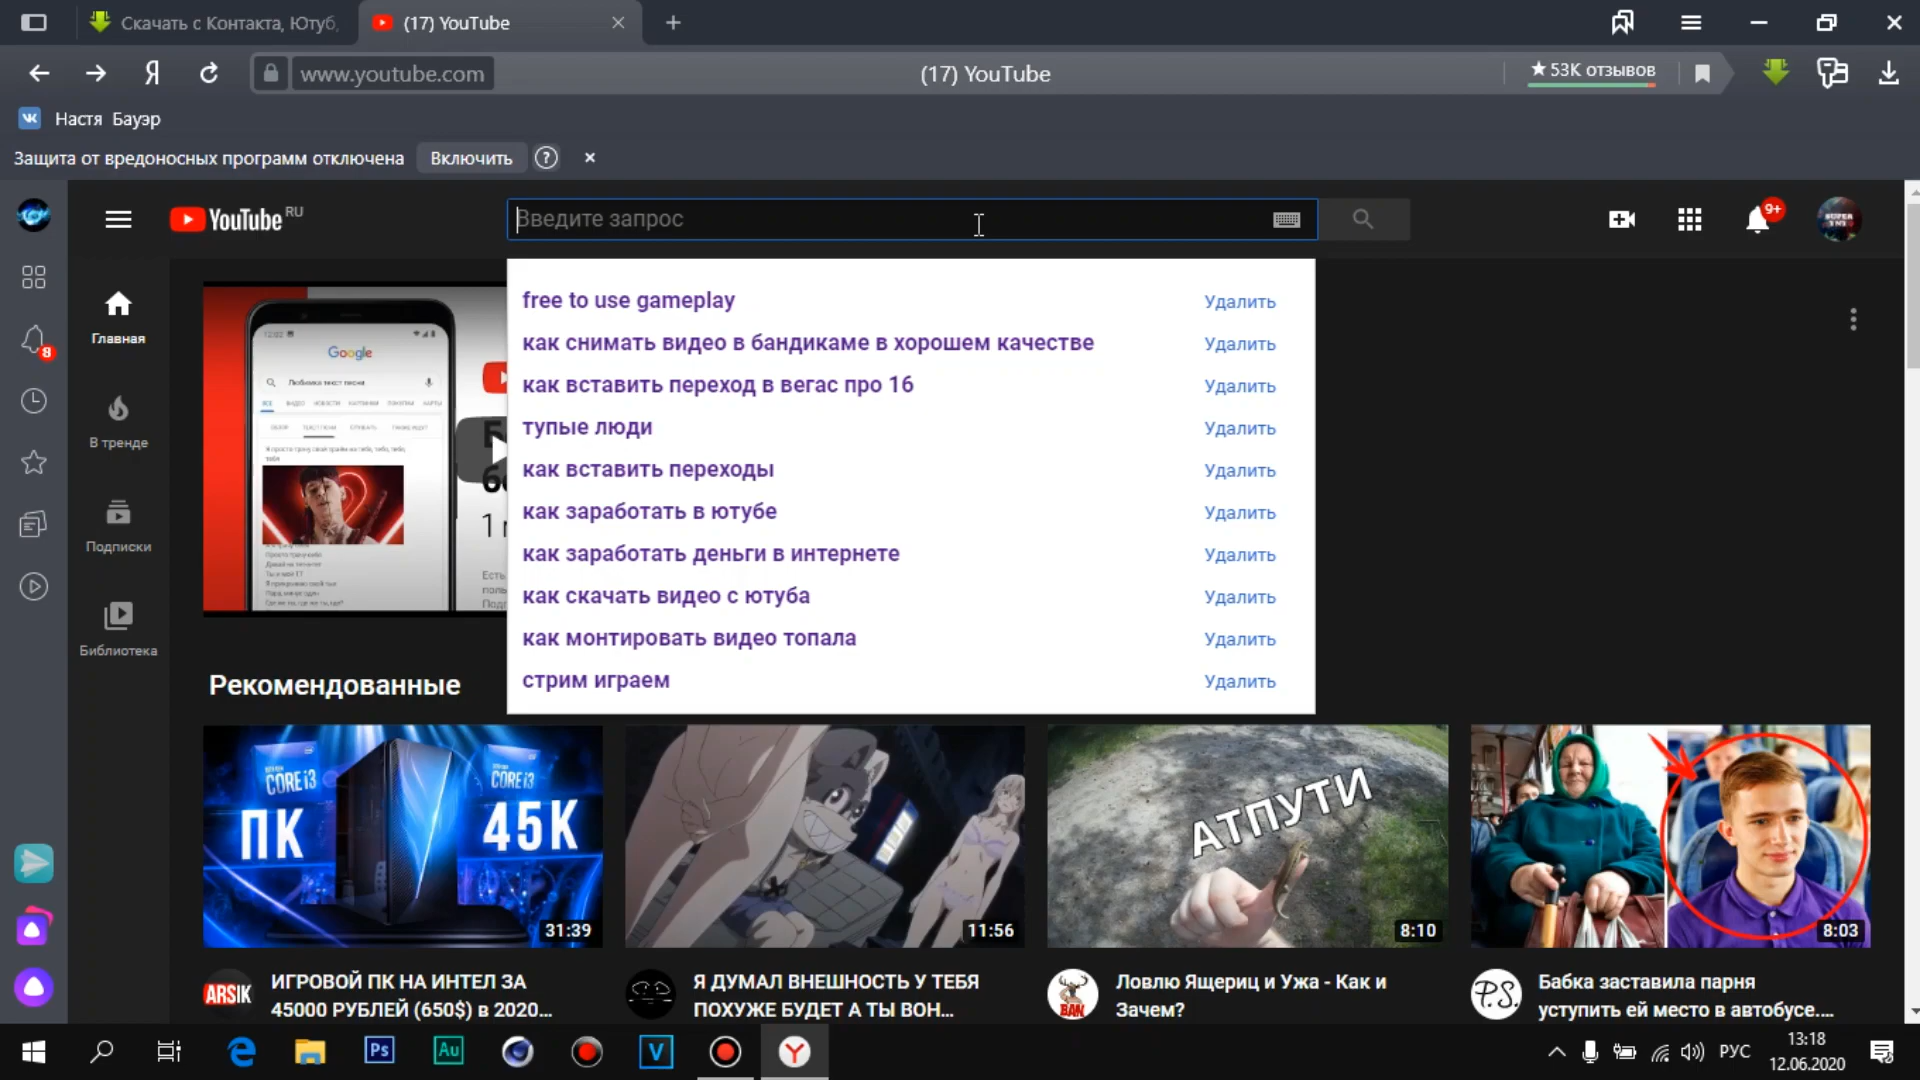 Скачать с Контакта, Ютуб,
(17) YouTube
www.youtube.com
(17) YouTube
★ 53K отзывов
Настя Бауэр
Защита от вредоносных программ отключена
Включить
?
YouTube RU
Введите запрос
9+
8
Главная
В тренде
Подписки
Библиотека
free to use gameplay Удалить
как снимать видео в бандикаме в хорошем качестве Удалить
как вставить переход в вегас про 16 Удалить
тупые люди Удалить
как вставить переходы Удалить
как заработать в ютубе Удалить
как заработать деньги в интернете Удалить
как скачать видео с ютуба Удалить
как монтировать видео топала Удалить
стрим играем Удалить
Google
Рекомендованные
CORE i3
CORE i3
ПК
45K
31:39
11:56
АТПУТИ
8:10
8:03
ARSIK
ИГРОВОЙ ПК НА ИНТЕЛ ЗА
45000 РУБЛЕЙ (650$) в 2020...
Я ДУМАЛ ВНЕШНОСТЬ У ТЕБЯ
ПОХУЖЕ БУДЕТ А ТЫ ВОН...
BAN
Ловлю Ящериц и Ужа - Как и
Зачем?
P.S.
Бабка заставила парня
уступить ей место в автобусе....
Ps
Au
V
РУС
13:18
12.06.2020